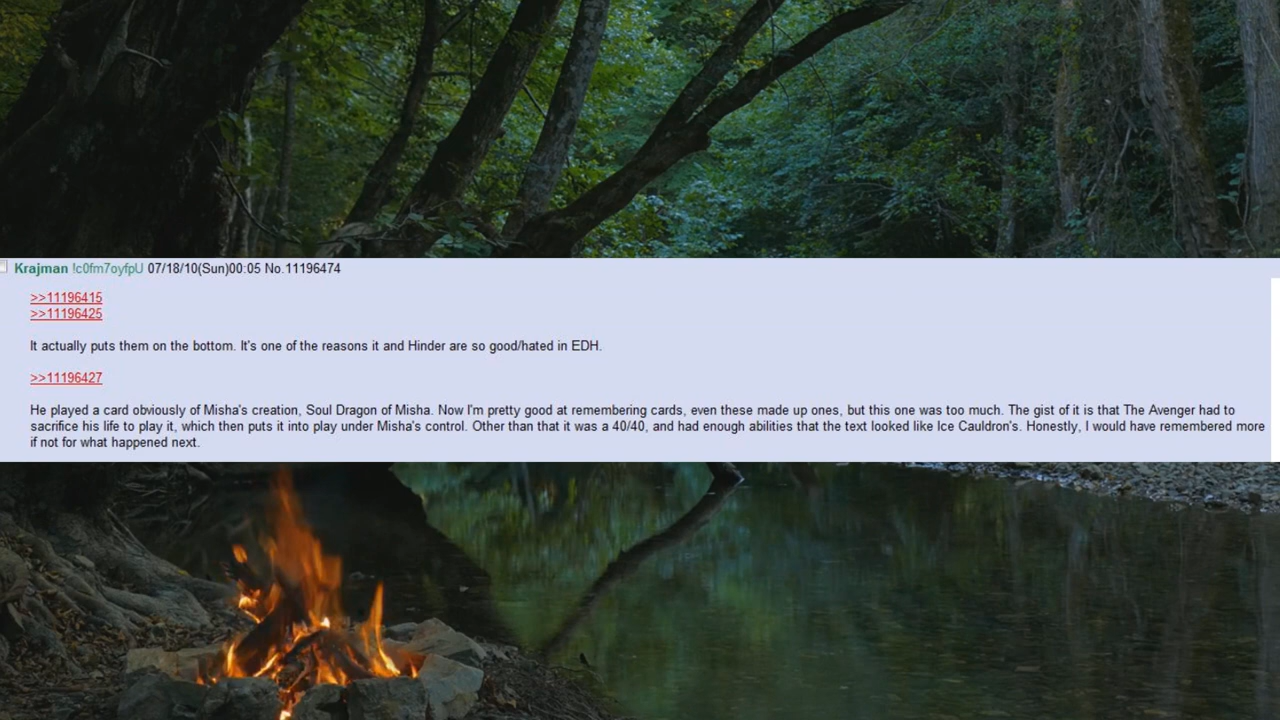 Krajman !c0fm7oyfpU 07/18/10(Sun)00:05 No.11196474
>>11196415
>>11196425
It actually puts them on the bottom. It's one of the reasons it and Hinder are so good/hated in EDH.
>>11196427
He played a card obviously of Misha's creation, Soul Dragon of Misha. Now I'm pretty good at remembering cards, even these made up ones, but this one was too much. The gist of it is that The Avenger had to
sacrifice his life to play it, which then puts it into play under Misha's control. Other than that it was a 40/40, and had enough abilities that the text looked like Ice Cauldron's. Honestly, I would have remembered more
if not for what happened next.